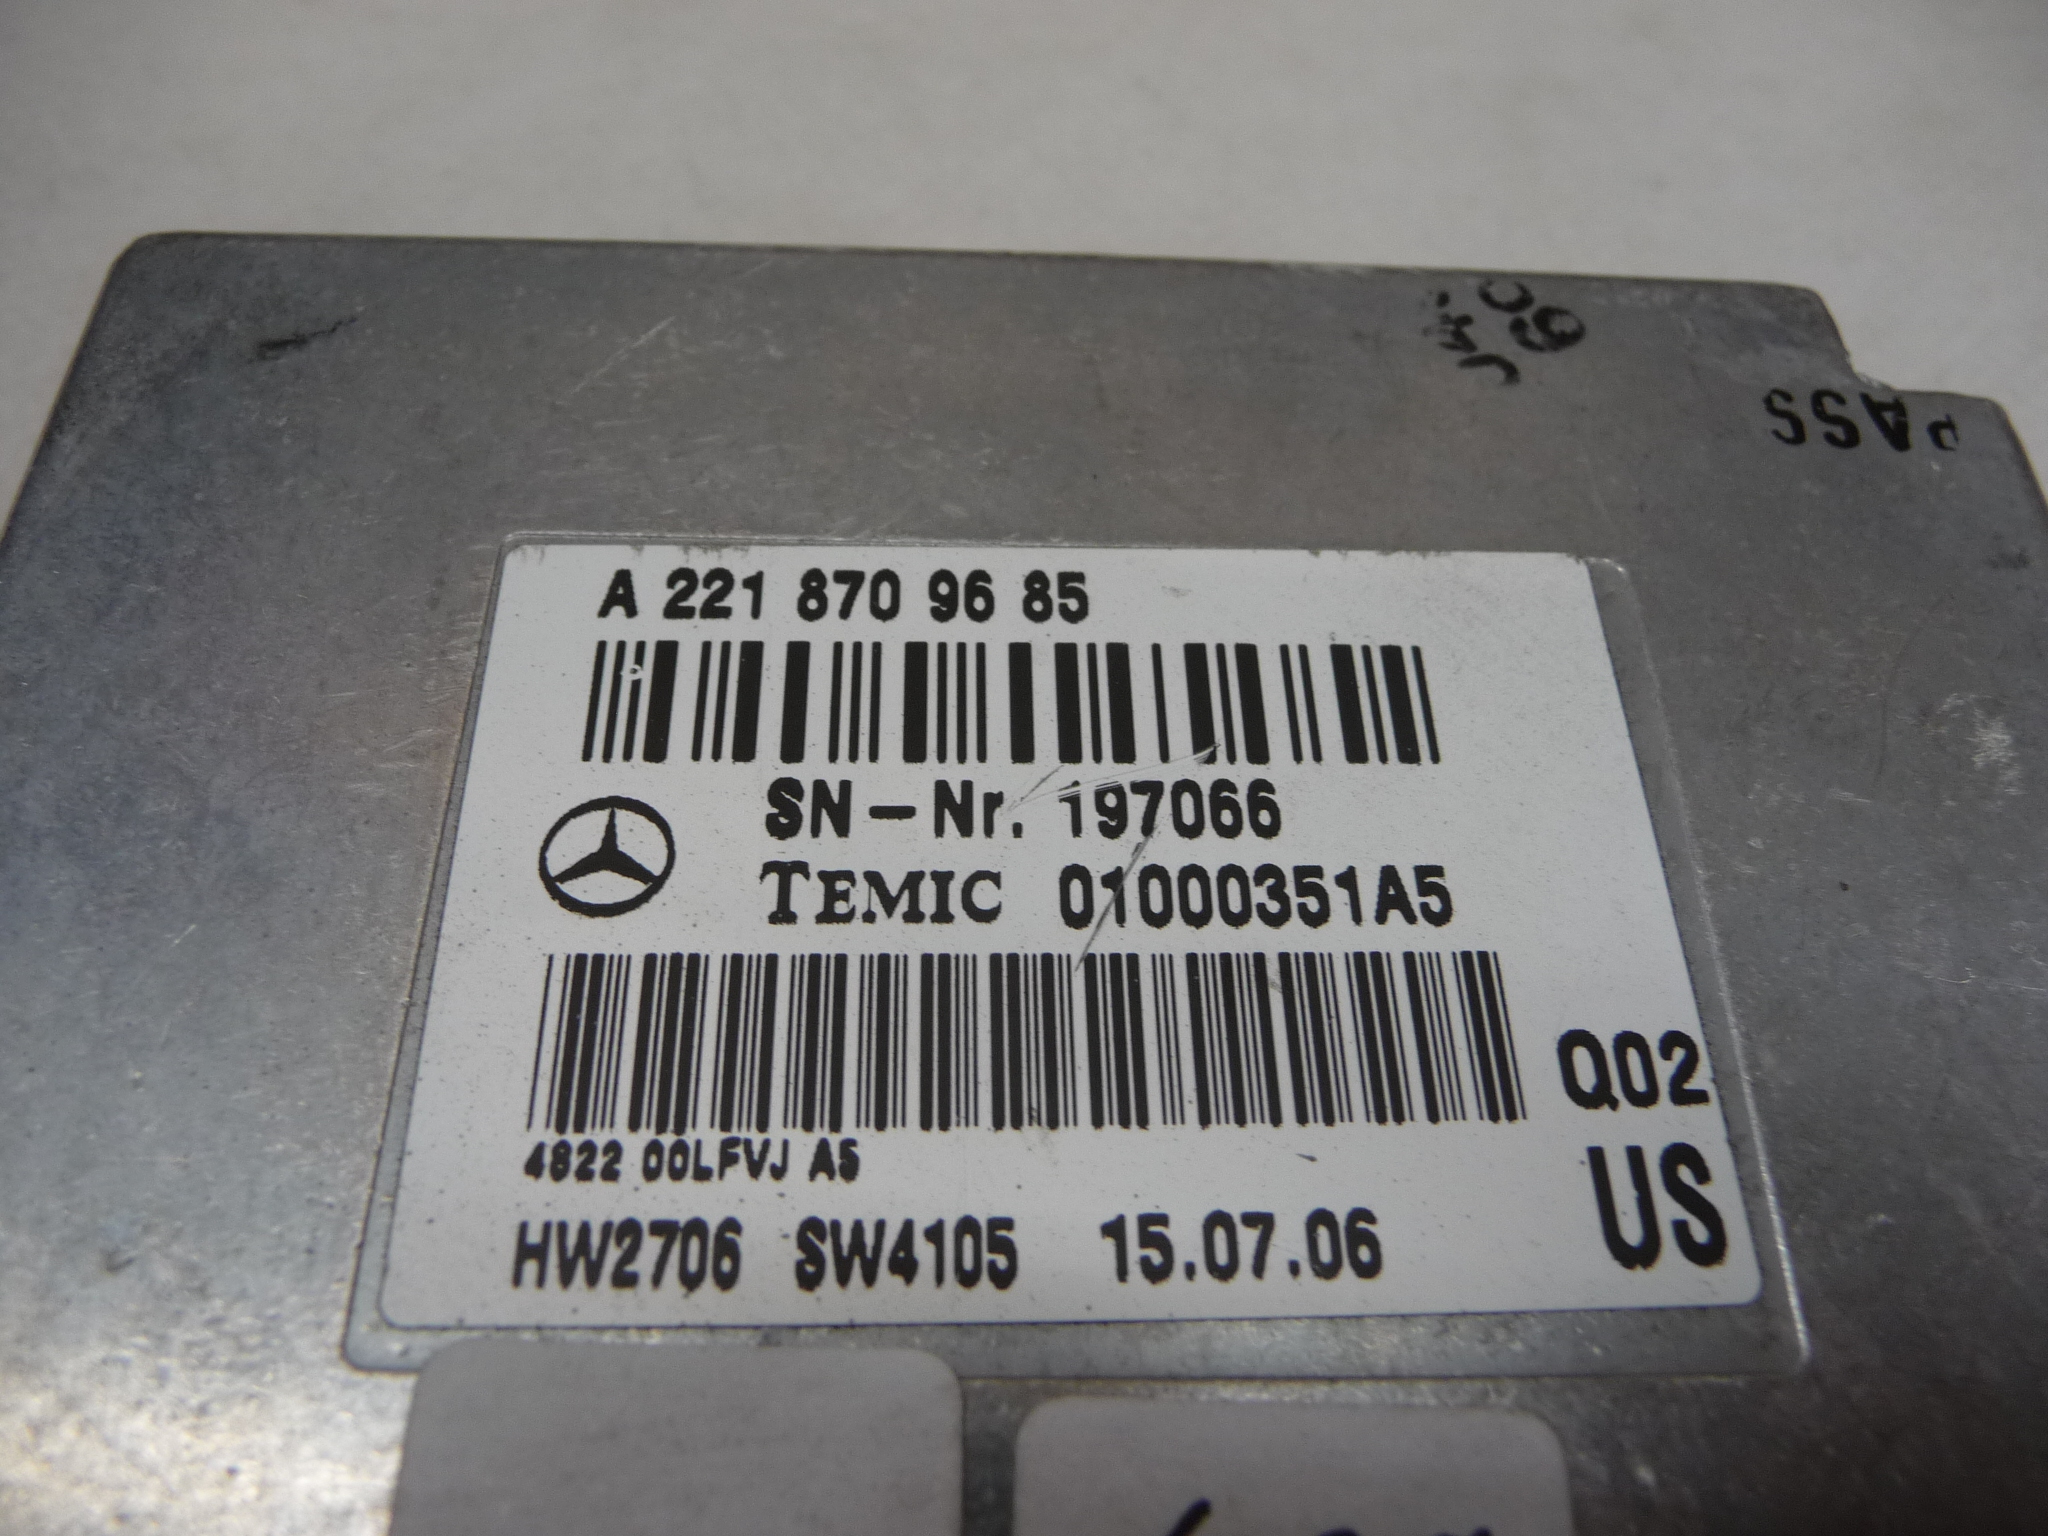 PASS
A 221 870 96 85
SN-Nr. 197066
TEMIC 01000351A5
Q02
4822 00LFVJ A5
US
HW2706 SW4105 15.07.06